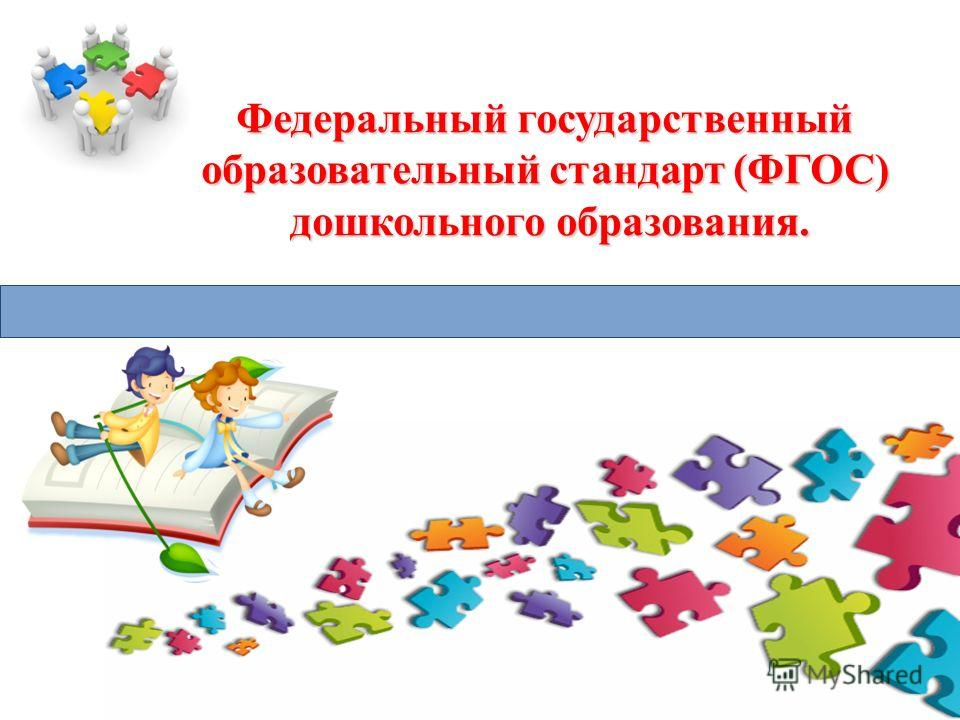 Федеральный государственный
образовательный стандарт (ФГОС)
дошкольного образования.
MyShared